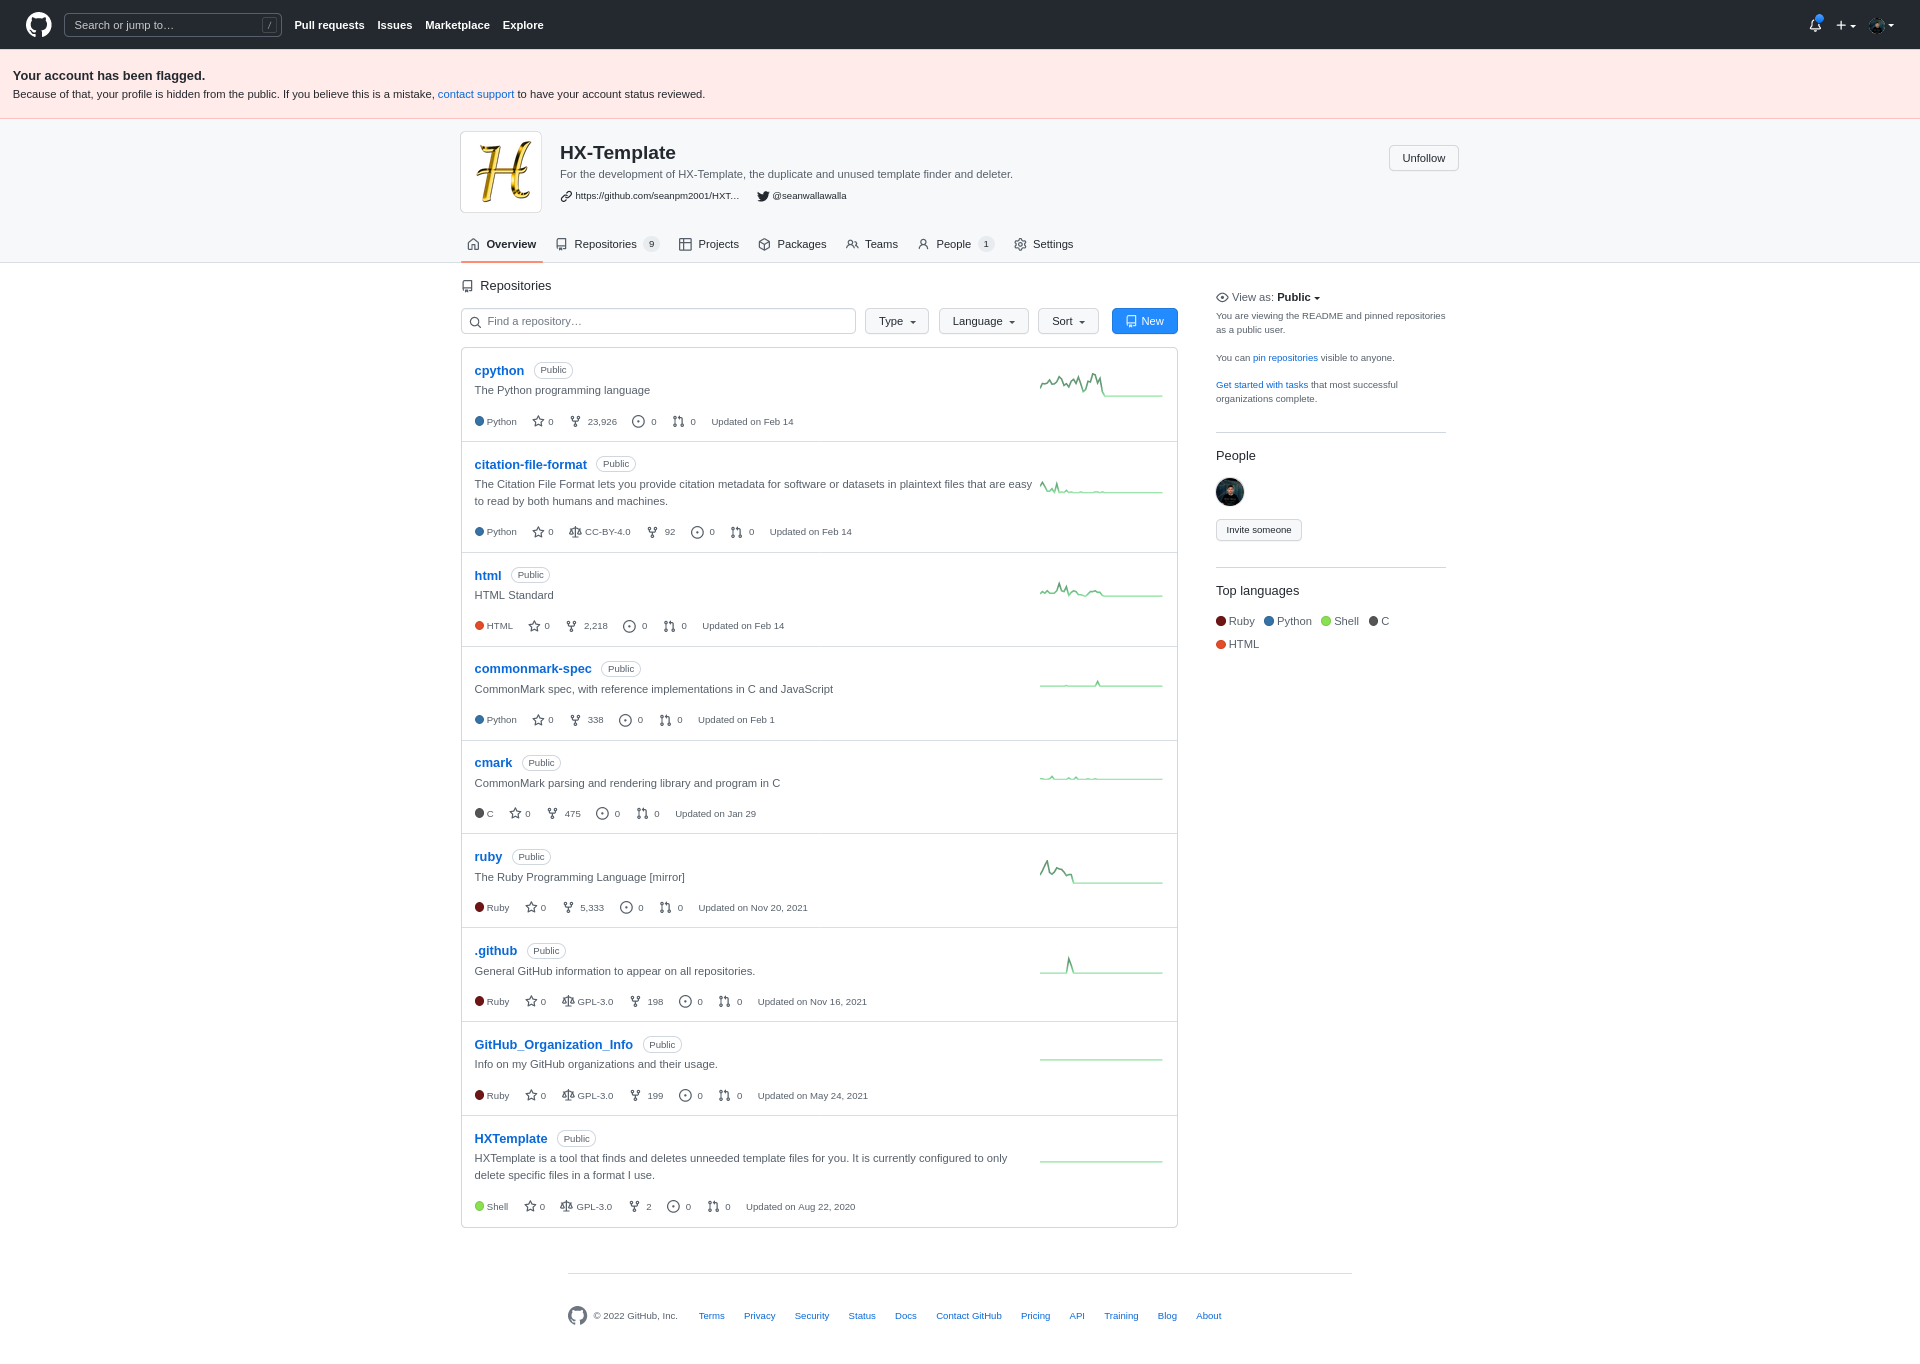 Search or jump to… /
Pull requests Issues Marketplace Explore
Your account has been flagged.
Because of that, your profile is hidden from the public. If you believe this is a mistake, contact support to have your account status reviewed.
H
HX-Template
For the development of HX-Template, the duplicate and unused template finder and deleter.
https://github.com/seanpm2001/HXT… @seanwallawalla
Unfollow
Overview Repositories 9 Projects Packages Teams People 1 Settings
Repositories
Find a repository… Type Language Sort New
cpython Public
The Python programming language
Python 0 23,926 0 0 Updated on Feb 14
citation-file-format Public
The Citation File Format lets you provide citation metadata for software or datasets in plaintext files that are easy
to read by both humans and machines.
Python 0 CC-BY-4.0 92 0 0 Updated on Feb 14
html Public
HTML Standard
HTML 0 2,218 0 0 Updated on Feb 14
commonmark-spec Public
CommonMark spec, with reference implementations in C and JavaScript
Python 0 338 0 0 Updated on Feb 1
cmark Public
CommonMark parsing and rendering library and program in C
C 0 475 0 0 Updated on Jan 29
ruby Public
The Ruby Programming Language [mirror]
Ruby 0 5,333 0 0 Updated on Nov 20, 2021
.github Public
General GitHub information to appear on all repositories.
Ruby 0 GPL-3.0 198 0 0 Updated on Nov 16, 2021
GitHub_Organization_Info Public
Info on my GitHub organizations and their usage.
Ruby 0 GPL-3.0 199 0 0 Updated on May 24, 2021
HXTemplate Public
HXTemplate is a tool that finds and deletes unneeded template files for you. It is currently configured to only
delete specific files in a format I use.
Shell 0 GPL-3.0 2 0 0 Updated on Aug 22, 2020
View as: Public
You are viewing the README and pinned repositories
as a public user.
You can pin repositories visible to anyone.
Get started with tasks that most successful
organizations complete.
People
Invite someone
Top languages
Ruby Python Shell C
HTML
© 2022 GitHub, Inc. Terms Privacy Security Status Docs Contact GitHub Pricing API Training Blog About